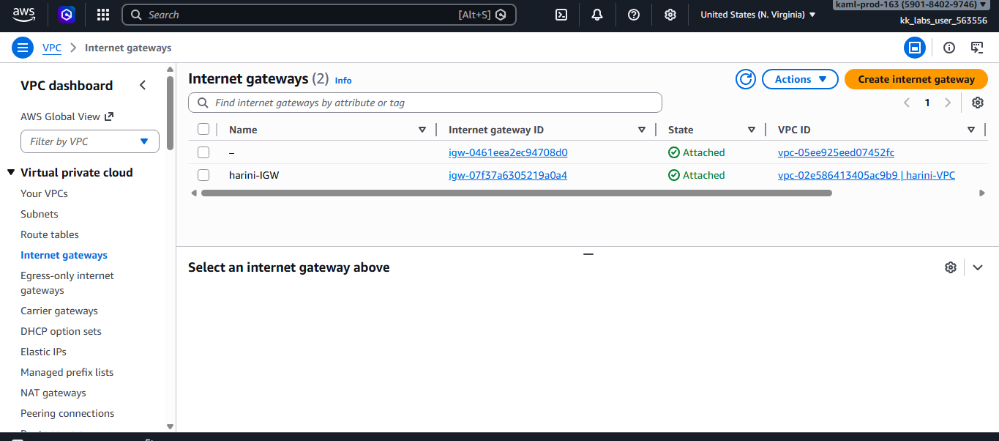 aws
Search [Alt+S]
United States (N. Virginia)
kaml-prod-163 (5901-8402-9746)
kk_labs_user_563556
VPC > Internet gateways
VPC dashboard
AWS Global View
Filter by VPC
Virtual private cloud
Your VPCs
Subnets
Route tables
Internet gateways
Egress-only internet
gateways
Carrier gateways
DHCP option sets
Elastic IPs
Managed prefix lists
NAT gateways
Peering connections
Internet gateways (2) Info
Actions
Create internet gateway
Find internet gateways by attribute or tag
1
Name Internet gateway ID State VPC ID
– igw-0461eea2ec94708d0 Attached vpc-05ee925eed07452fc
harini-IGW igw-07f37a6305219a0a4 Attached vpc-02e586413405ac9b9 | harini-VPC
Select an internet gateway above